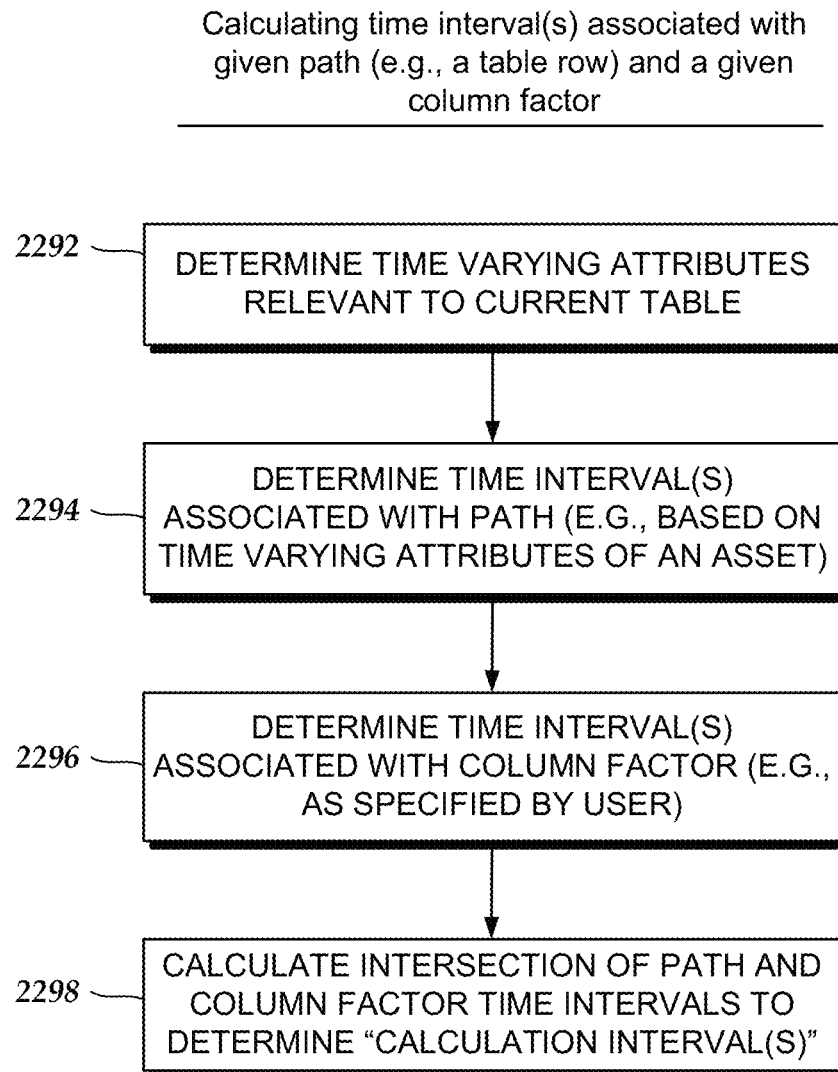 Calculating time interval(s) associated with
given path (e.g., a table row) and a given
column factor
2292
DETERMINE TIME VARYING ATTRIBUTES
RELEVANT TO CURRENT TABLE
2294
DETERMINE TIME INTERVAL(S)
ASSOCIATED WITH PATH (E.G., BASED ON
TIME VARYING ATTRIBUTES OF AN ASSET)
2296
DETERMINE TIME INTERVAL(S)
ASSOCIATED WITH COLUMN FACTOR (E.G.,
AS SPECIFIED BY USER)
2298
CALCULATE INTERSECTION OF PATH AND
COLUMN FACTOR TIME INTERVALS TO
DETERMINE “CALCULATION INTERVAL(S)”